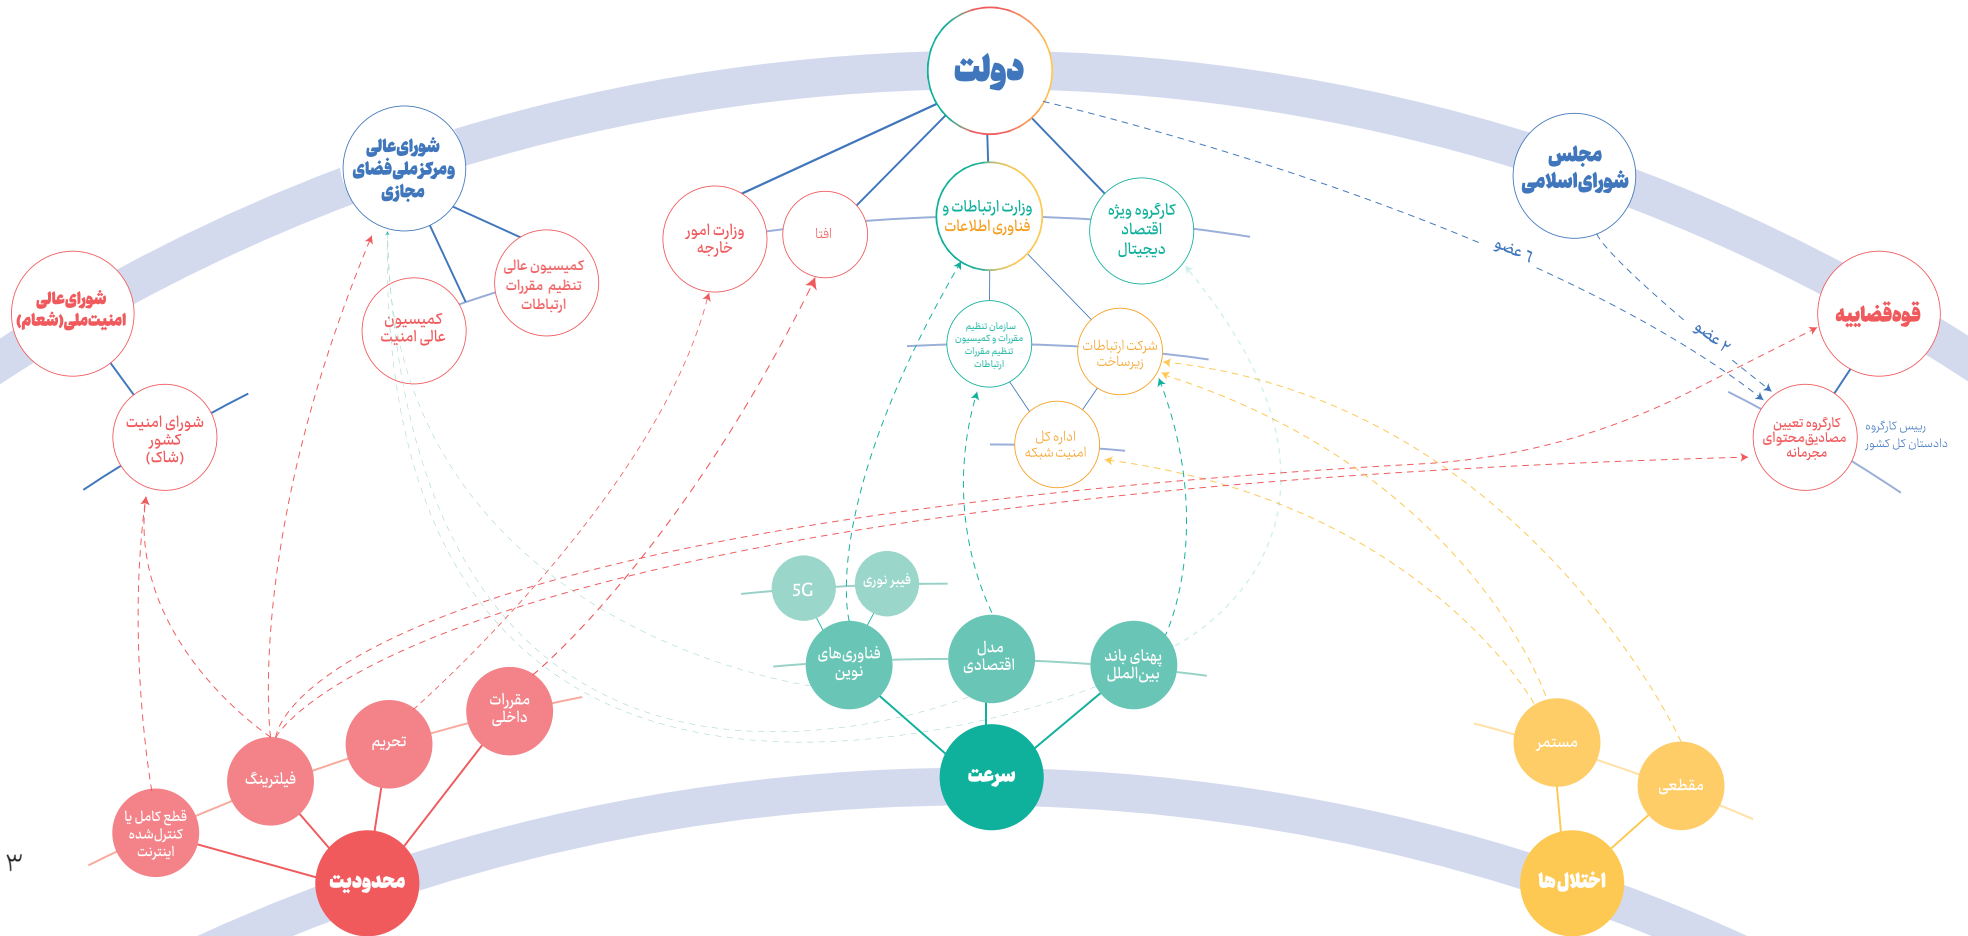 دولت
مجلس
شورای‌اسلامی
شورای‌عالی
ومرکز ملی فضای
مجازی
شورای‌عالی
امنیت‌ملی(شعام)
قوه‌قضاییه
۶ عضو
۲ عضو
کارگروه ویژه
اقتصاد
دیجیتال
وزارت ارتباطات و
فناوری اطلاعات
افتا
وزارت امور
خارجه
کمیسیون عالی
تنظیم مقررات
ارتباطات
کمیسیون
عالی امنیت
شورای امنیت
کشور
(شاک)
سازمان تنظیم
مقررات و کمیسیون
تنظیم مقررات
ارتباطات
شرکت ارتباطات
زیرساخت
اداره کل
امنیت شبکه
کارگروه تعیین
مصادیق‌محتوای
مجرمانه
رییس کارگروه
دادستان کل کشور
فیبر نوری
5G
پهنای باند
بین‌الملل
مدل
اقتصادی
فناوری‌های
نوین
سرعت
مقررات
داخلی
تحریم
فیلترینگ
قطع کامل یا
کنترل‌شده
اینترنت
محدودیت
مستمر
مقطعی
اختلال‌ها
۳